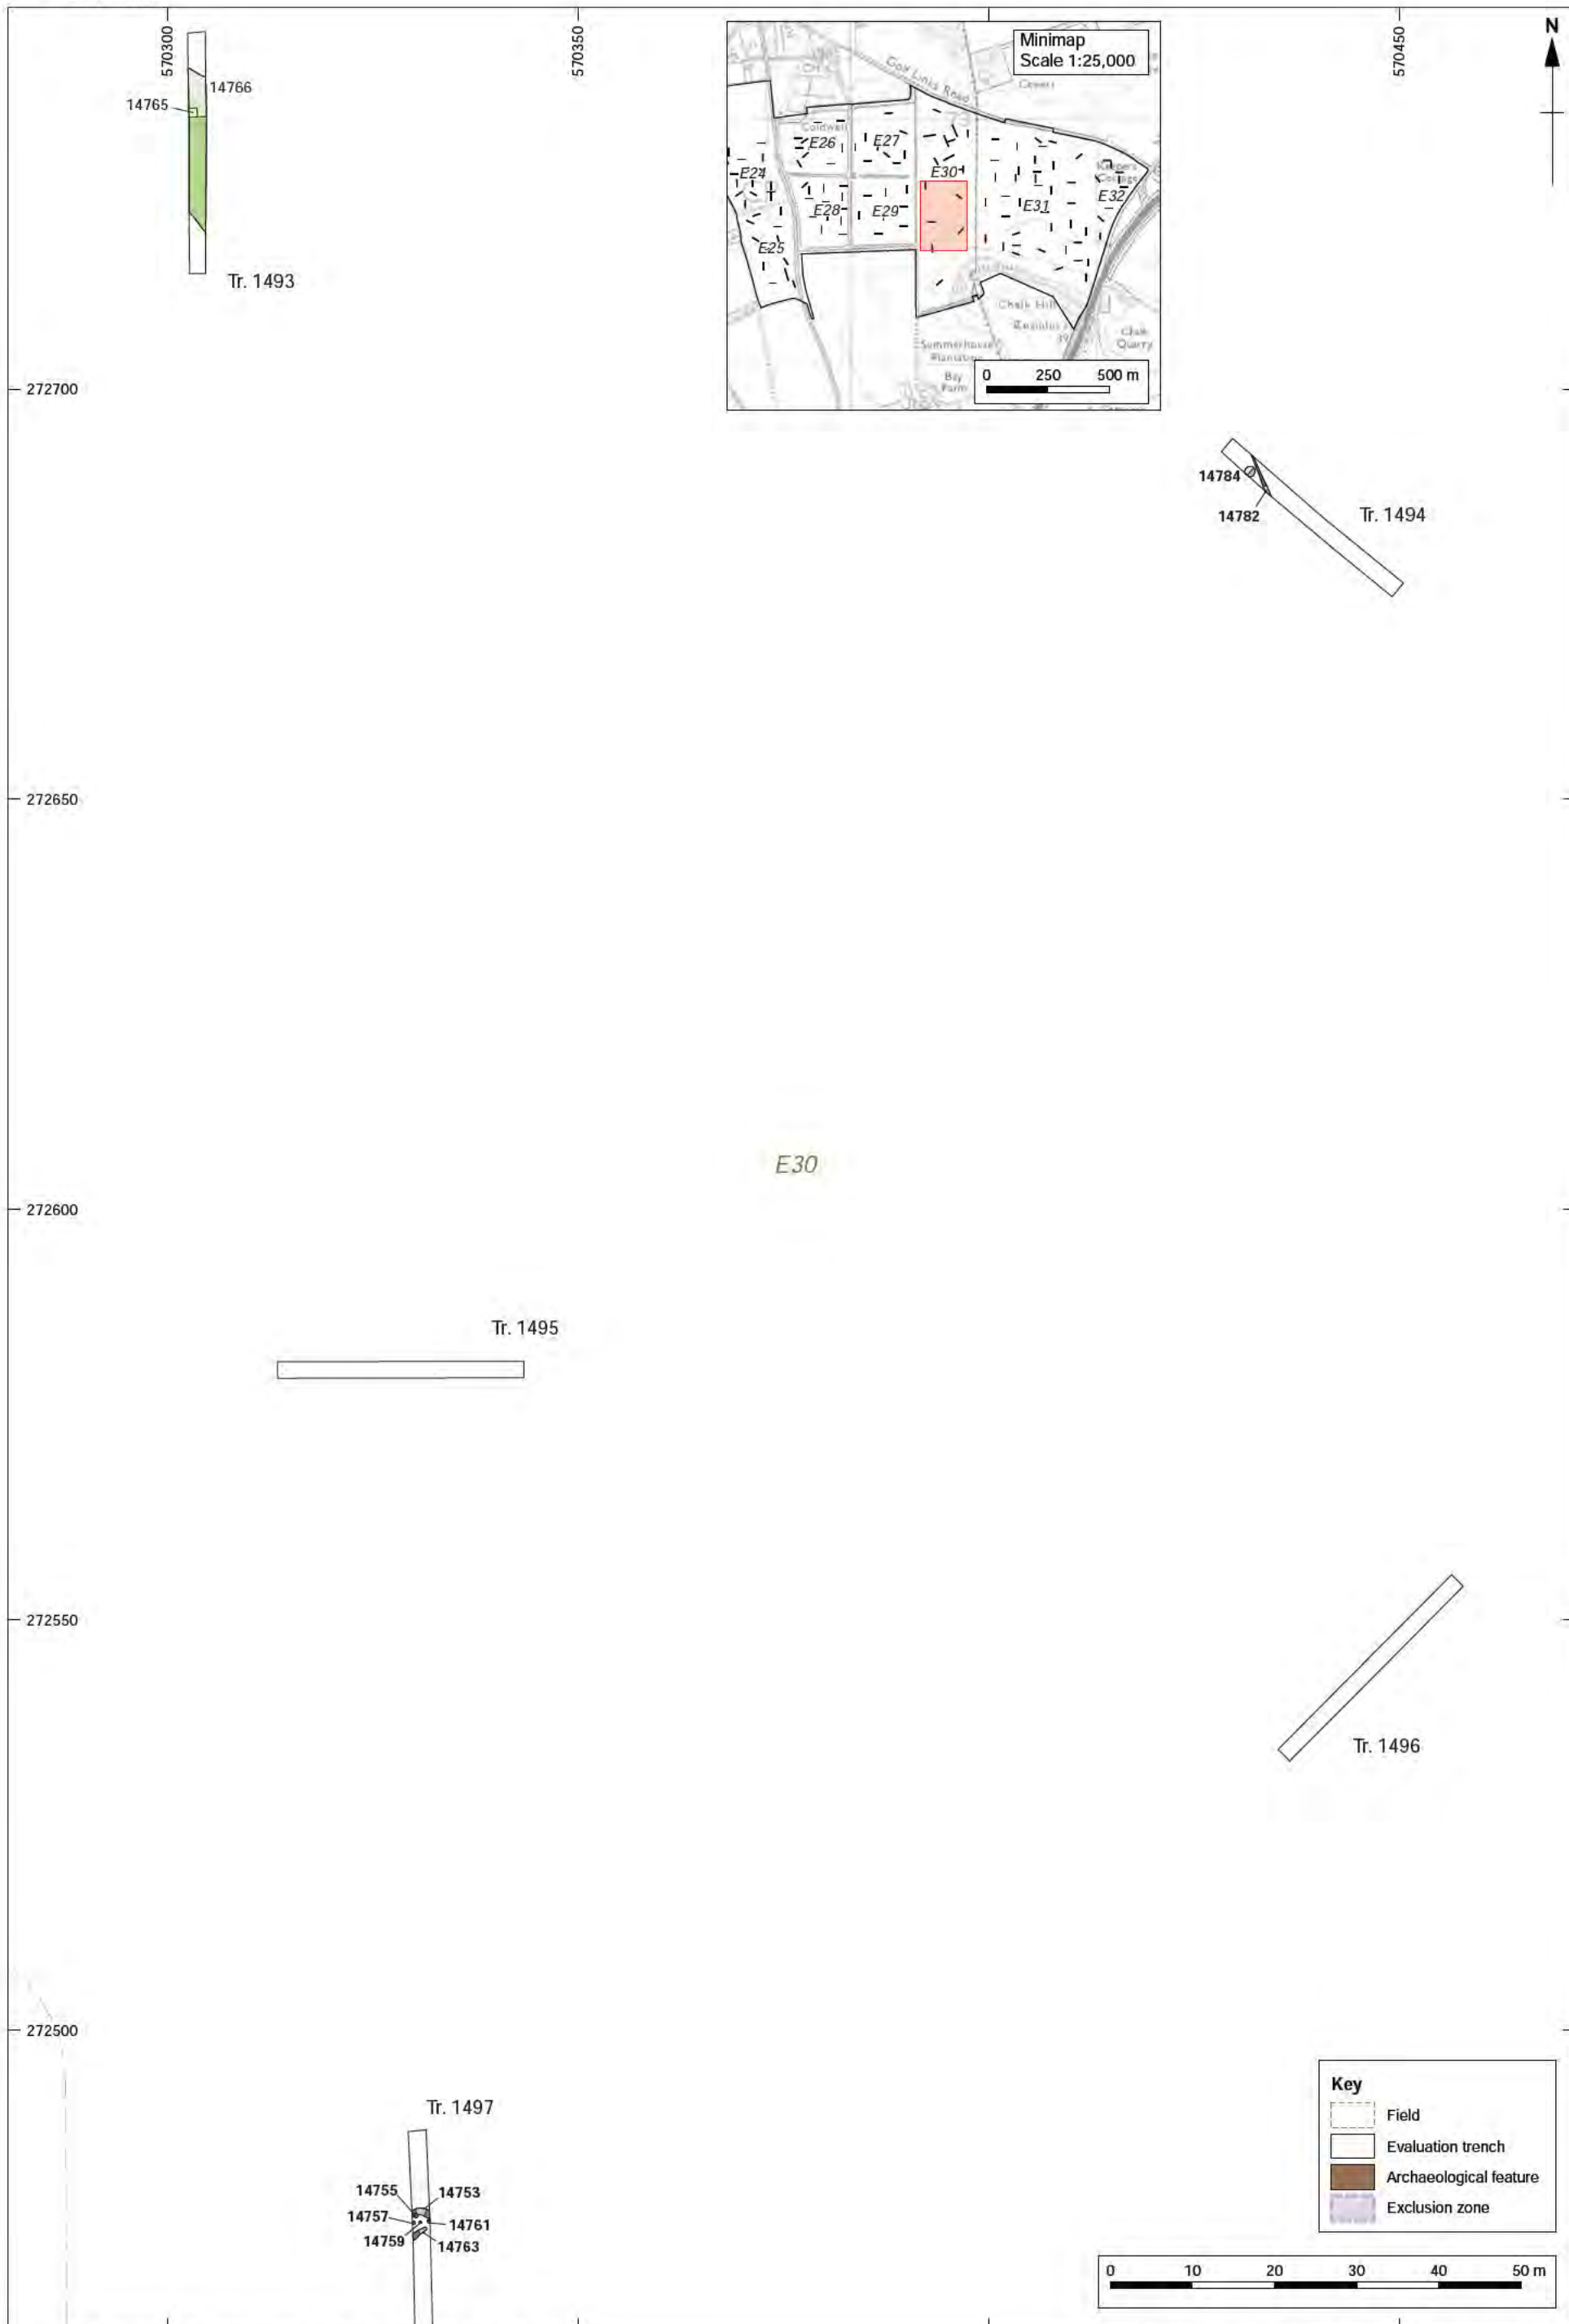 570300
570350
570450
N
14766
14765
Tr. 1493
Minimap
Scale 1:25,000
Golf Links Road
E26
E27
E24
E30
E28
E29
E31
E32
E25
Chalk Hill
Summerhouse
Plantation
Quarry
Bay
Farm
0 250 500 m
272700
14784
14782
Tr. 1494
272650
E30
272600
Tr. 1495
272550
Tr. 1496
272500
Tr. 1497
14755
14753
14757
14761
14759
14763
Key
Field
Evaluation trench
Archaeological feature
Exclusion zone
0 10 20 30 40 50 m